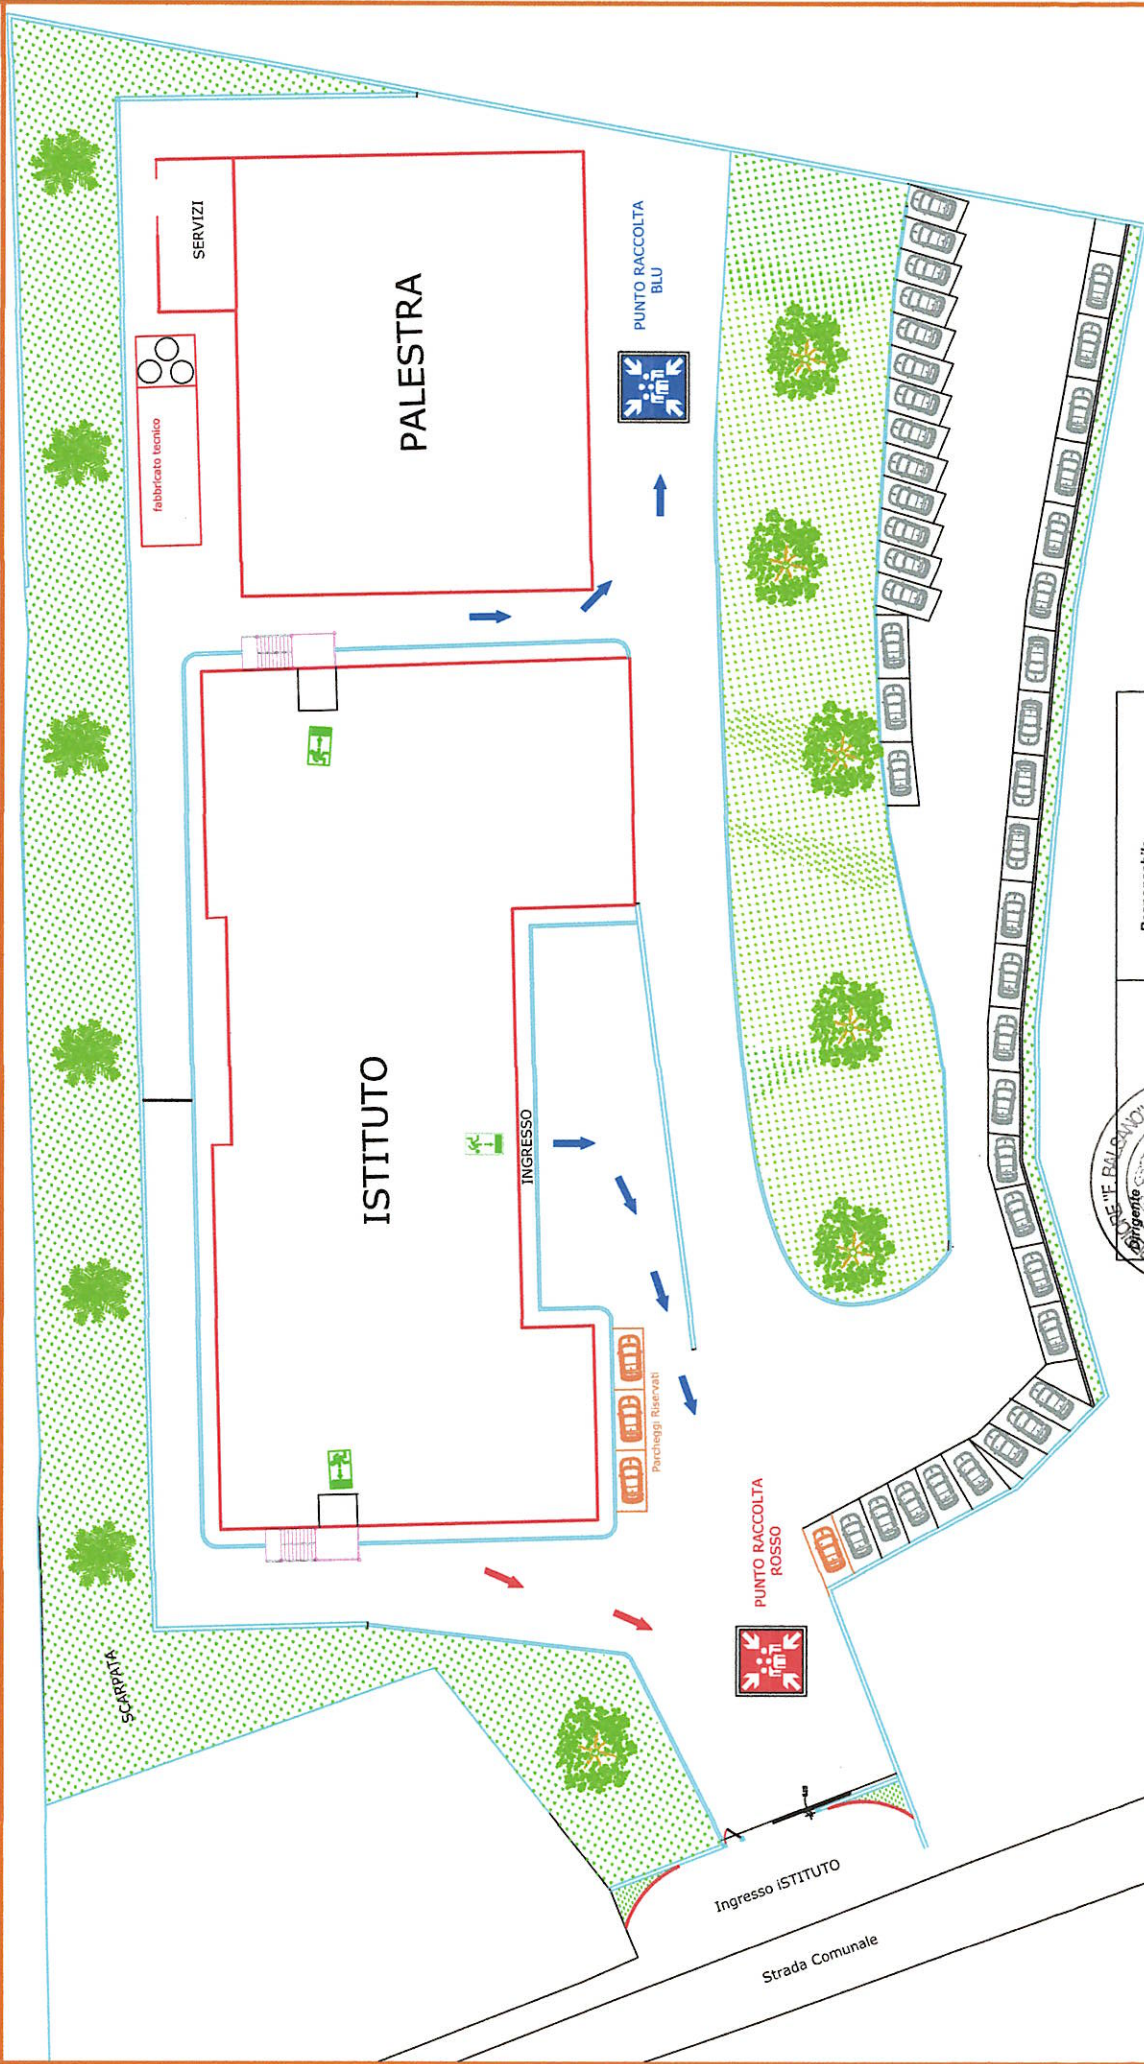 SERVIZI
fabbricato tecnico
PALESTRA
PUNTO RACCOLTA
BLU
ISTITUTO
INGRESSO
Parcheggi Riservati
PUNTO RACCOLTA
ROSSO
SCARPATA
Ingresso iSTITUTO
Strada Comunale
Dirigente